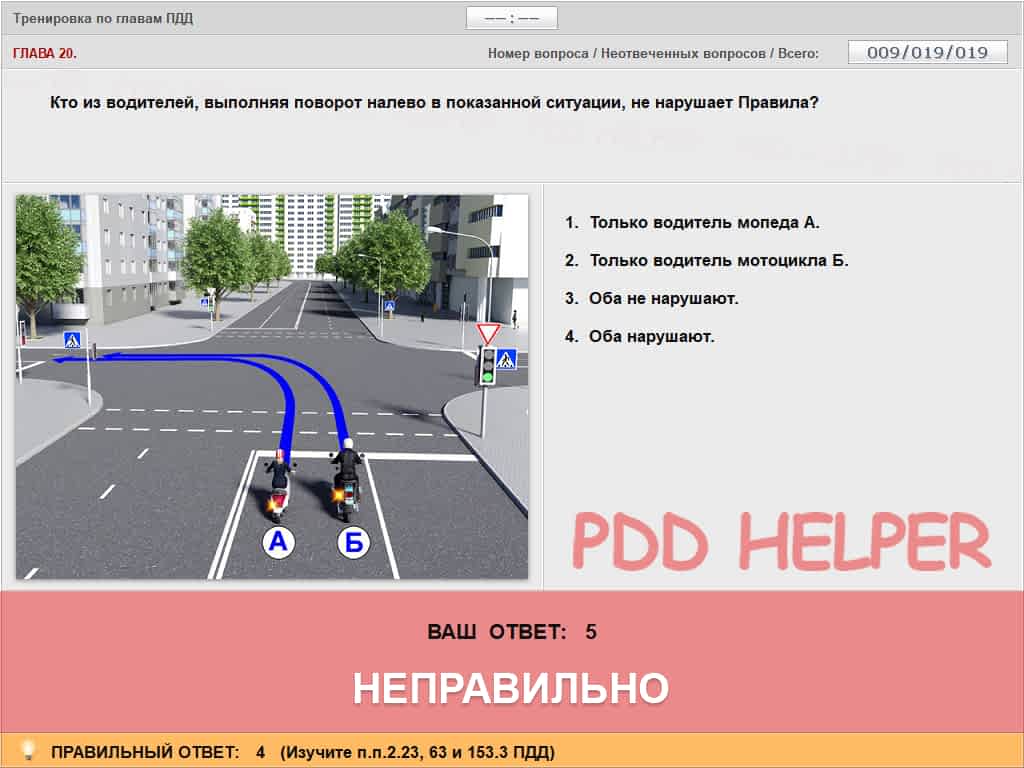 Тренировка по главам ПДД
–– : ––
ГЛАВА 20.
Номер вопроса / Неотвеченных вопросов / Всего:
009/019/019
Кто из водителей, выполняя поворот налево в показанной ситуации, не нарушает Правила?
1. Только водитель мопеда А.
2. Только водитель мотоцикла Б.
3. Оба не нарушают.
4. Оба нарушают.
А
Б
PDD HELPER
ВАШ ОТВЕТ: 5
НЕПРАВИЛЬНО
ПРАВИЛЬНЫЙ ОТВЕТ: 4 (Изучите п.п.2.23, 63 и 153.3 ПДД)